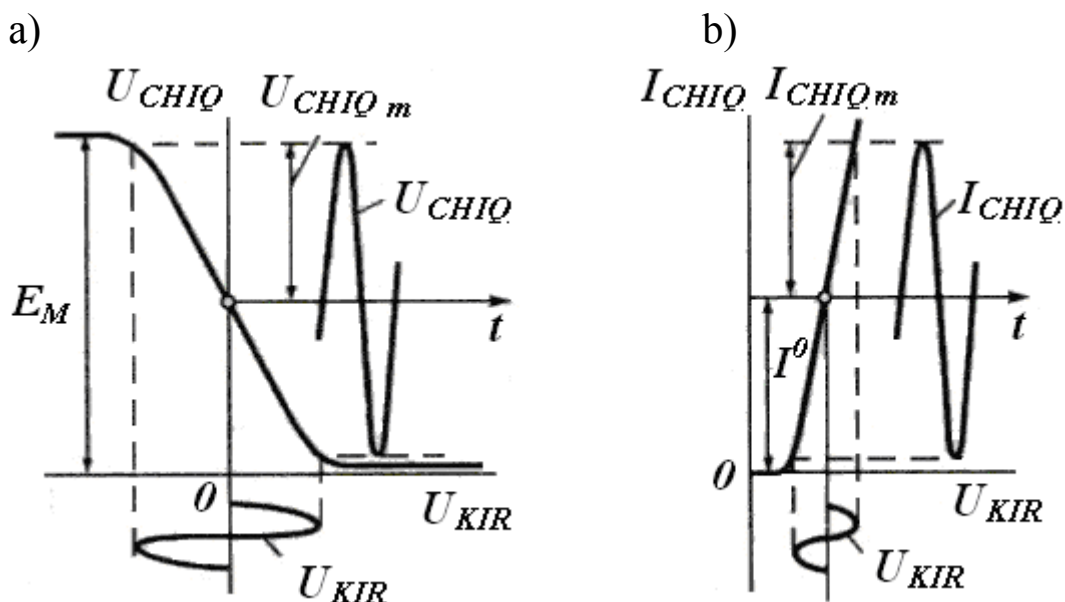 a)
b)
U_CHIQ
U_CHIQ m
I_CHIQ
I_CHIQ m
U_CHIQ.
I_CHIQ.
E_M
t
I^0
t
0
U_KIR
0
U_KIR
U_KIR
U_KIR